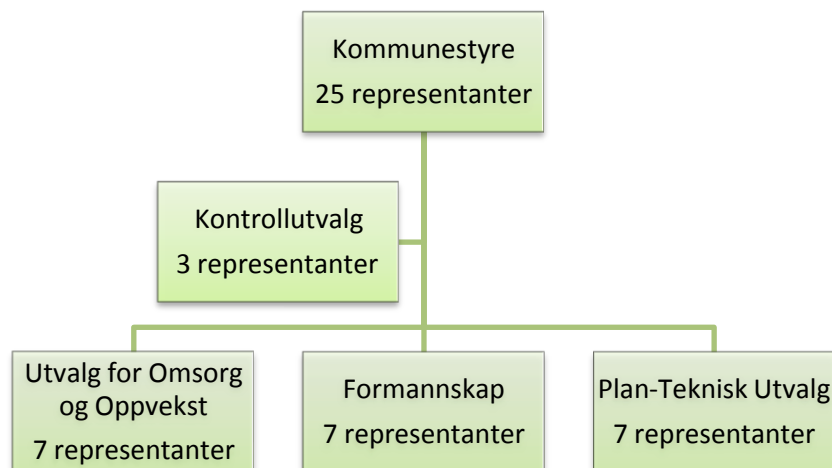 Kommunestyre
25 representanter
Kontrollutvalg
3 representanter
Utvalg for Omsorg
og Oppvekst
7 representanter
Formannskap
7 representanter
Plan-Teknisk Utvalg
7 representanter